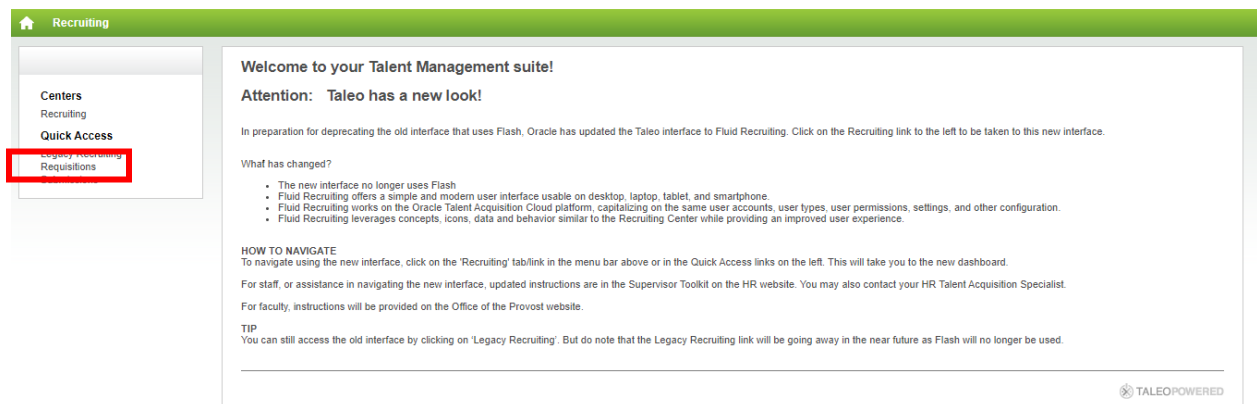 Recruiting
Centers
Recruiting
Quick Access
Legacy Recruiting
Requisitions
Submissions
Welcome to your Talent Management suite!
Attention: Taleo has a new look!
In preparation for deprecating the old interface that uses Flash, Oracle has updated the Taleo interface to Fluid Recruiting. Click on the Recruiting link to the left to be taken to this new interface.
What has changed?
• The new interface no longer uses Flash
• Fluid Recruiting offers a simple and modern user interface usable on desktop, laptop, tablet, and smartphone.
• Fluid Recruiting works on the Oracle Talent Acquisition Cloud platform, capitalizing on the same user accounts, user types, user permissions, settings, and other configuration.
• Fluid Recruiting leverages concepts, icons, data and behavior similar to the Recruiting Center while providing an improved user experience.
HOW TO NAVIGATE
To navigate using the new interface, click on the 'Recruiting' tab/link in the menu bar above or in the Quick Access links on the left. This will take you to the new dashboard.
For staff, or assistance in navigating the new interface, updated instructions are in the Supervisor Toolkit on the HR website. You may also contact your HR Talent Acquisition Specialist.
For faculty, instructions will be provided on the Office of the Provost website.
TIP
You can still access the old interface by clicking on 'Legacy Recruiting'. But do note that the Legacy Recruiting link will be going away in the near future as Flash will no longer be used.
TALEOPOWERED